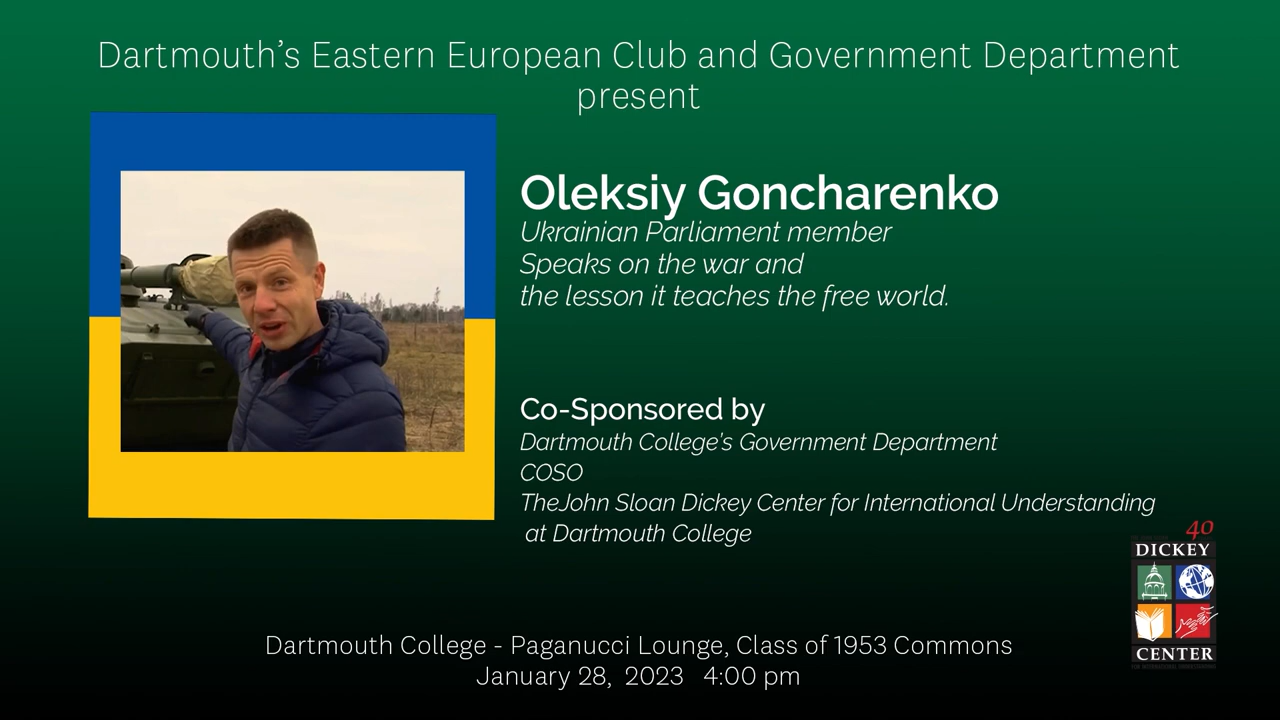 Dartmouth’s Eastern European Club and Government Department
present
Oleksiy Goncharenko
Ukrainian Parliament member
Speaks on the war and
the lesson it teaches the free world.
Co-Sponsored by
Dartmouth College’s Government Department
COSO
TheJohn Sloan Dickey Center for International Understanding
at Dartmouth College
40
DICKEY
CENTER
FOR INTERNATIONAL UNDERSTANDING
Dartmouth College - Paganucci Lounge, Class of 1953 Commons
January 28, 2023 4:00 pm